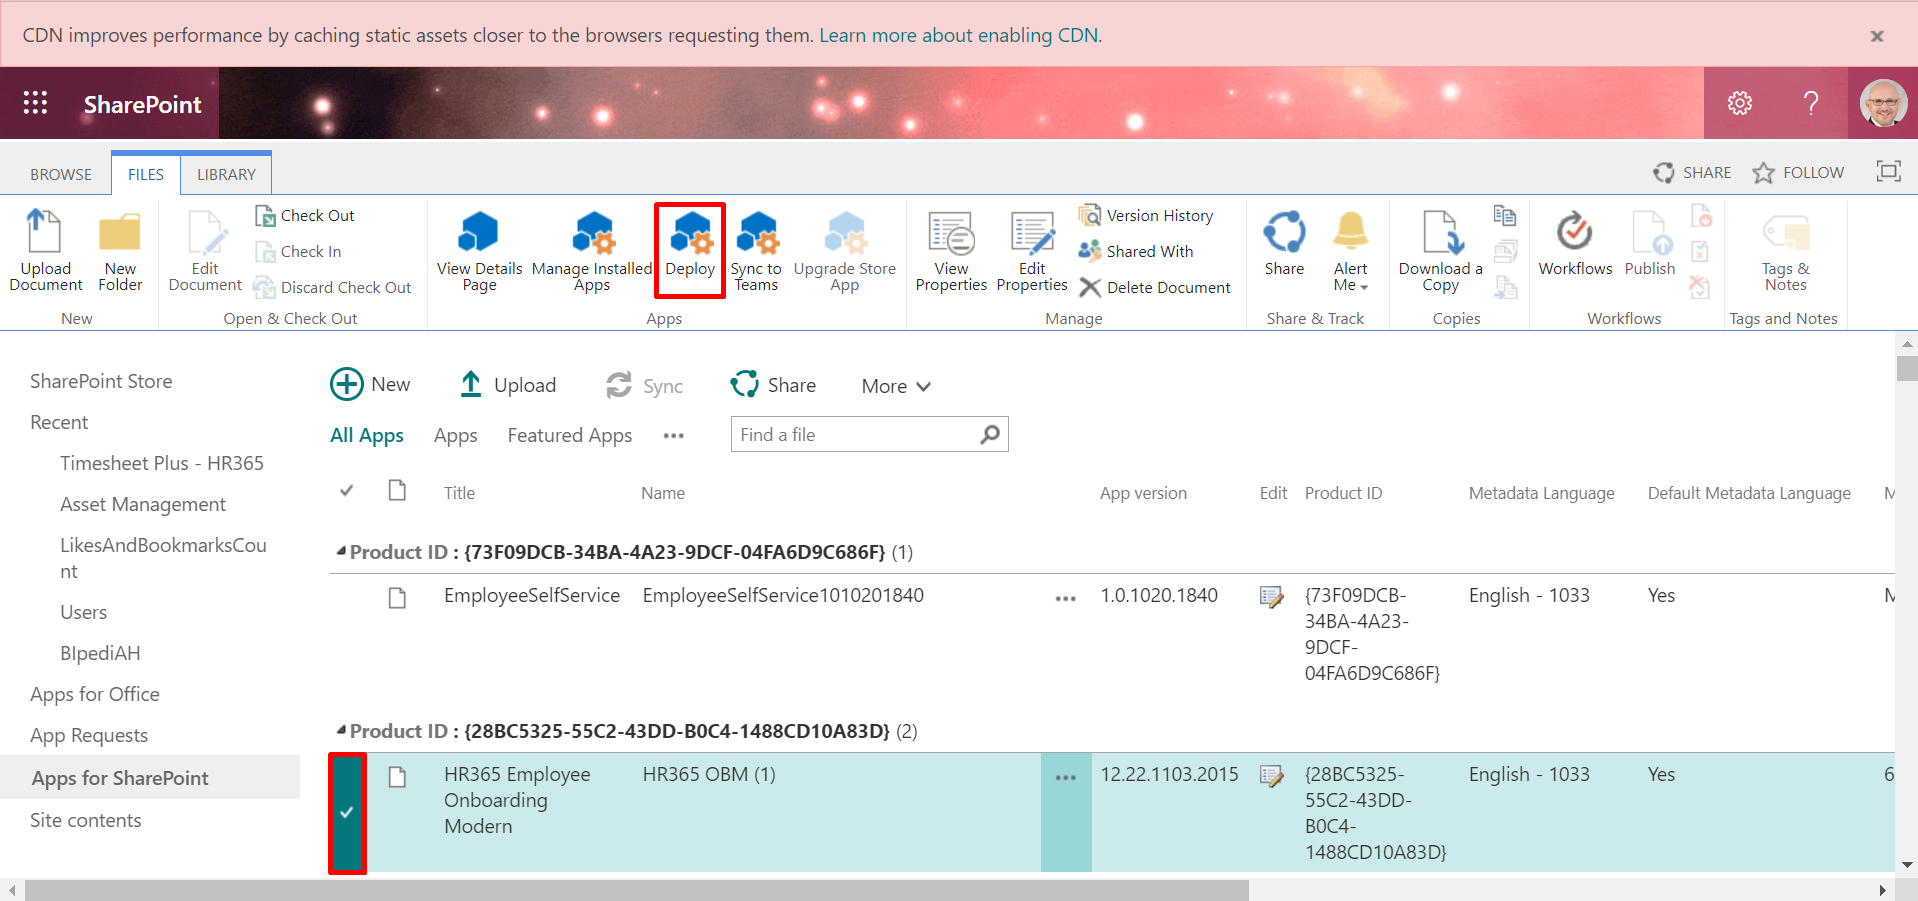 CDN improves performance by caching static assets closer to the browsers requesting them. Learn more about enabling CDN.
SharePoint
BROWSE FILES LIBRARY SHARE FOLLOW
Upload Document
New Folder
New
Edit Document
Check Out
Check In
Discard Check Out
Open & Check Out
View Details Page
Manage Installed Apps
Deploy
Sync to Teams
Upgrade Store App
Apps
View Properties
Edit Properties
Version History
Shared With
Delete Document
Manage
Share
Alert Me
Share & Track
Download a Copy
Copies
Workflows
Publish
Workflows
Tags & Notes
Tags and Notes
SharePoint Store
Recent
Timesheet Plus - HR365
Asset Management
LikesAndBookmarksCou
nt
Users
BIpediAH
Apps for Office
App Requests
Apps for SharePoint
Site contents
New Upload Sync Share More
All Apps Apps Featured Apps ••• Find a file
Title Name App version Edit Product ID Metadata Language Default Metadata Language M
Product ID : {73F09DCB-34BA-4A23-9DCF-04FA6D9C686F} (1)
EmployeeSelfService EmployeeSelfService1010201840 ••• 1.0.1020.1840 {73F09DCB- English - 1033 Yes M
34BA-4A23-
9DCF-
04FA6D9C686F}
Product ID : {28BC5325-55C2-43DD-B0C4-1488CD10A83D} (2)
HR365 Employee HR365 OBM (1) ••• 12.22.1103.2015 {28BC5325- English - 1033 Yes 6
Onboarding 55C2-43DD-
Modern B0C4-
1488CD10A83D}